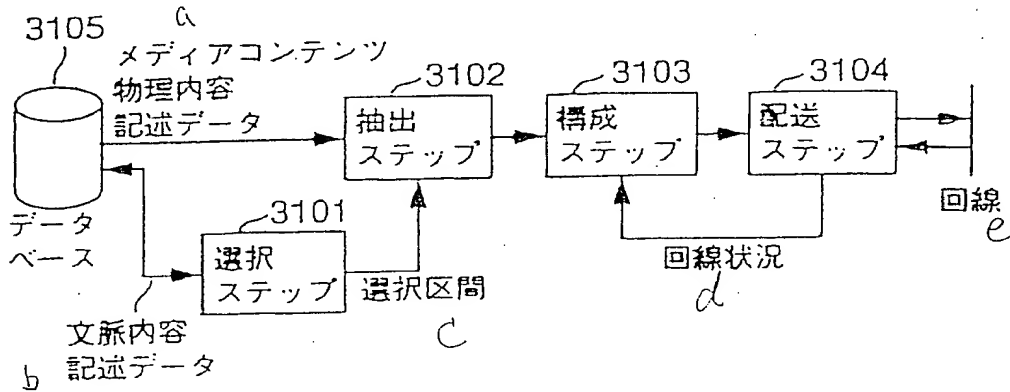 3105
a
メディアコンテンツ
物理内容
記述データ
3102
抽出
ステップ
3103
構成
ステップ
3104
配送
ステップ
回線
e
データ
ベース
3101
選択
ステップ
選択区間
c
回線状況
d
文脈内容
記述データ
b